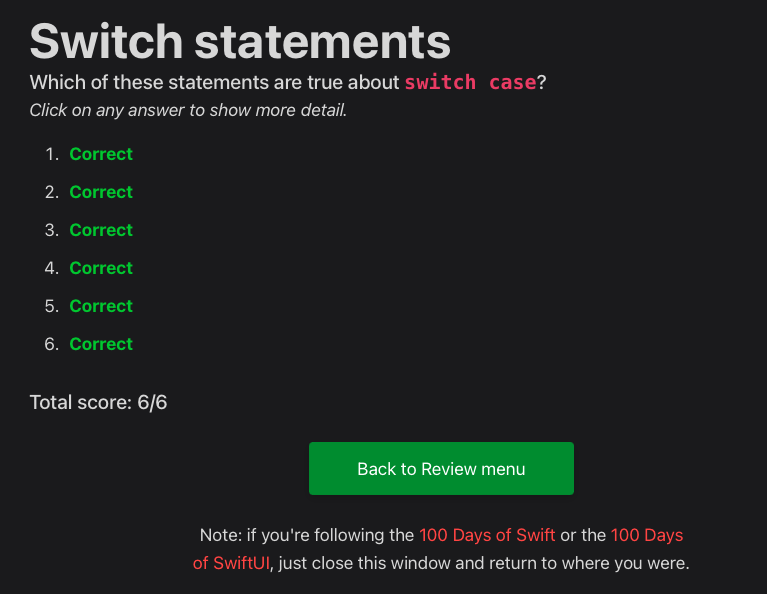 Switch statements
Which of these statements are true about switch case?
Click on any answer to show more detail.
1. Correct
2. Correct
3. Correct
4. Correct
5. Correct
6. Correct
Total score: 6/6
Back to Review menu
Note: if you're following the 100 Days of Swift or the 100 Days
of SwiftUI, just close this window and return to where you were.